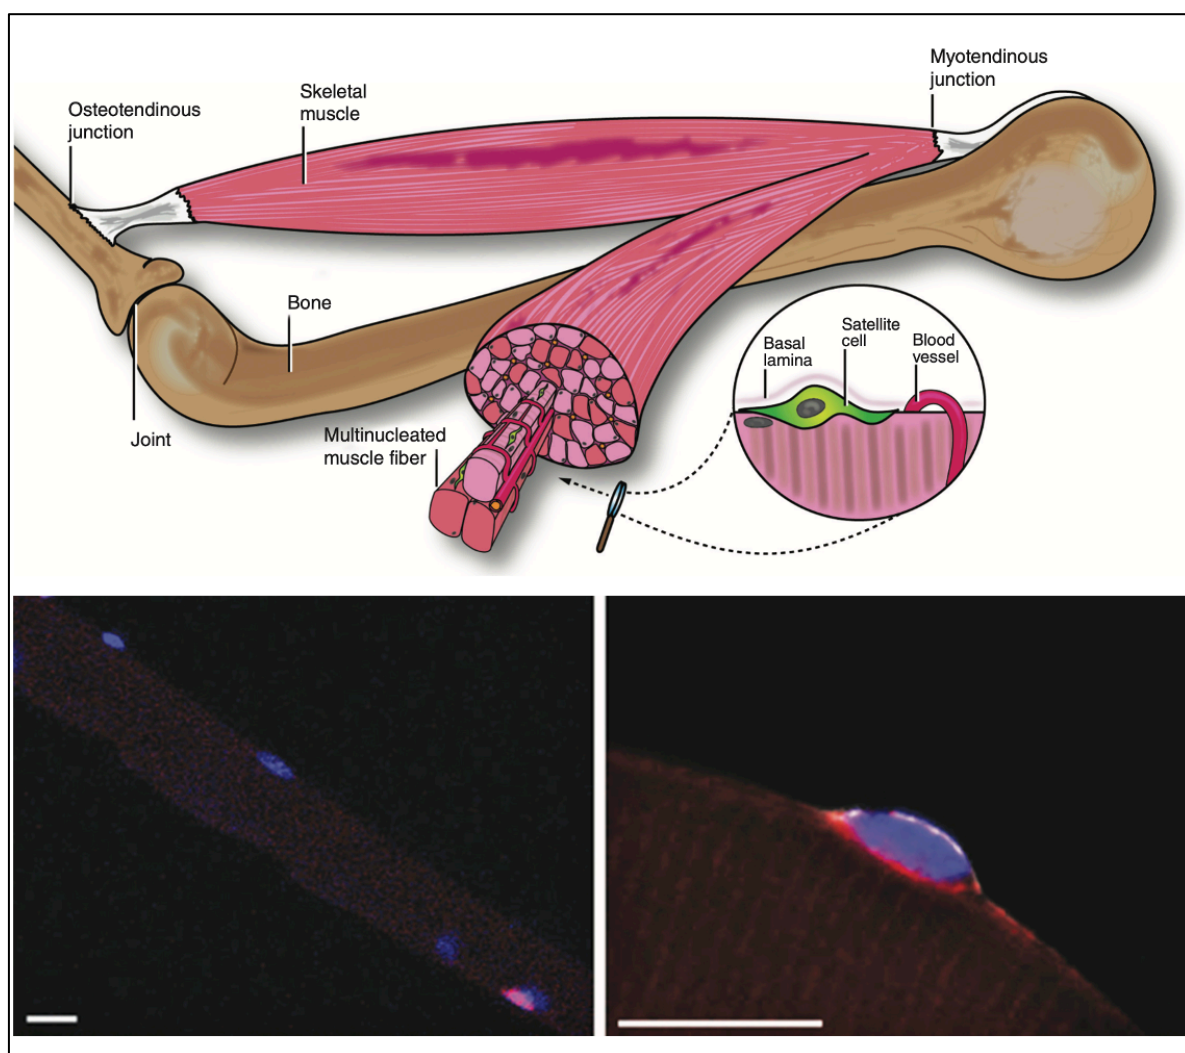 Myotendinous
junction
Skeletal
muscle
Osteotendinous
junction
Bone
Satellite
cell
Blood
vessel
Basal
lamina
Joint
Multinucleated
muscle fiber